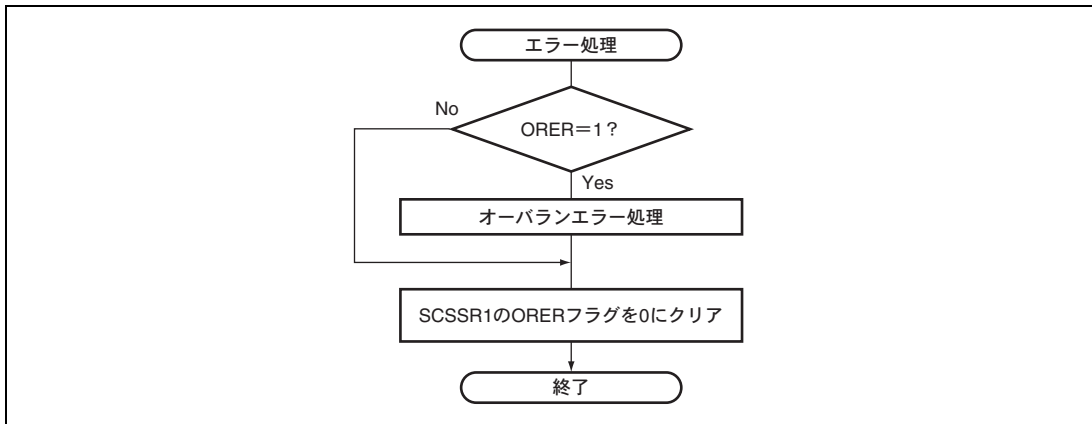 エラー処理
No
ORER＝1？
Yes
オーバランエラー処理
SCSSR1のORERフラグを0にクリア
終了